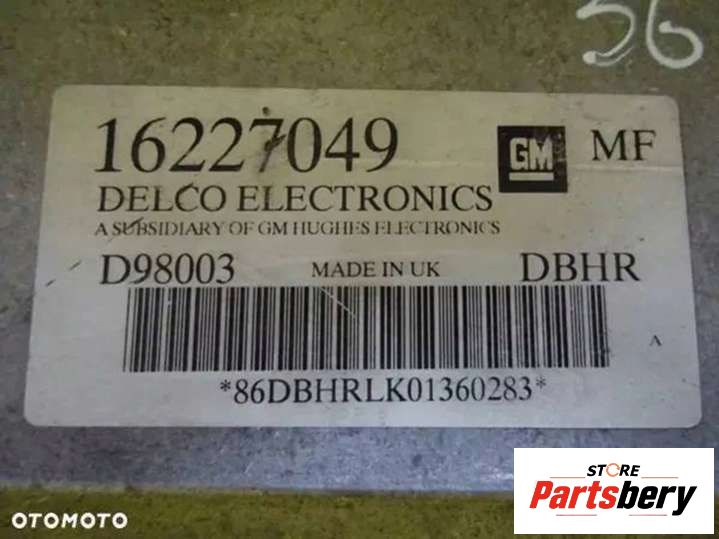 56
16227049
GM
MF
DELCO ELECTRONICS
A SUBSIDIARY OF GM HUGHES ELECTRONICS
D98003
MADE IN UK
DBHR
A
*86DBHRLK01360283*
STORE
Partsbery
OTOMOTO